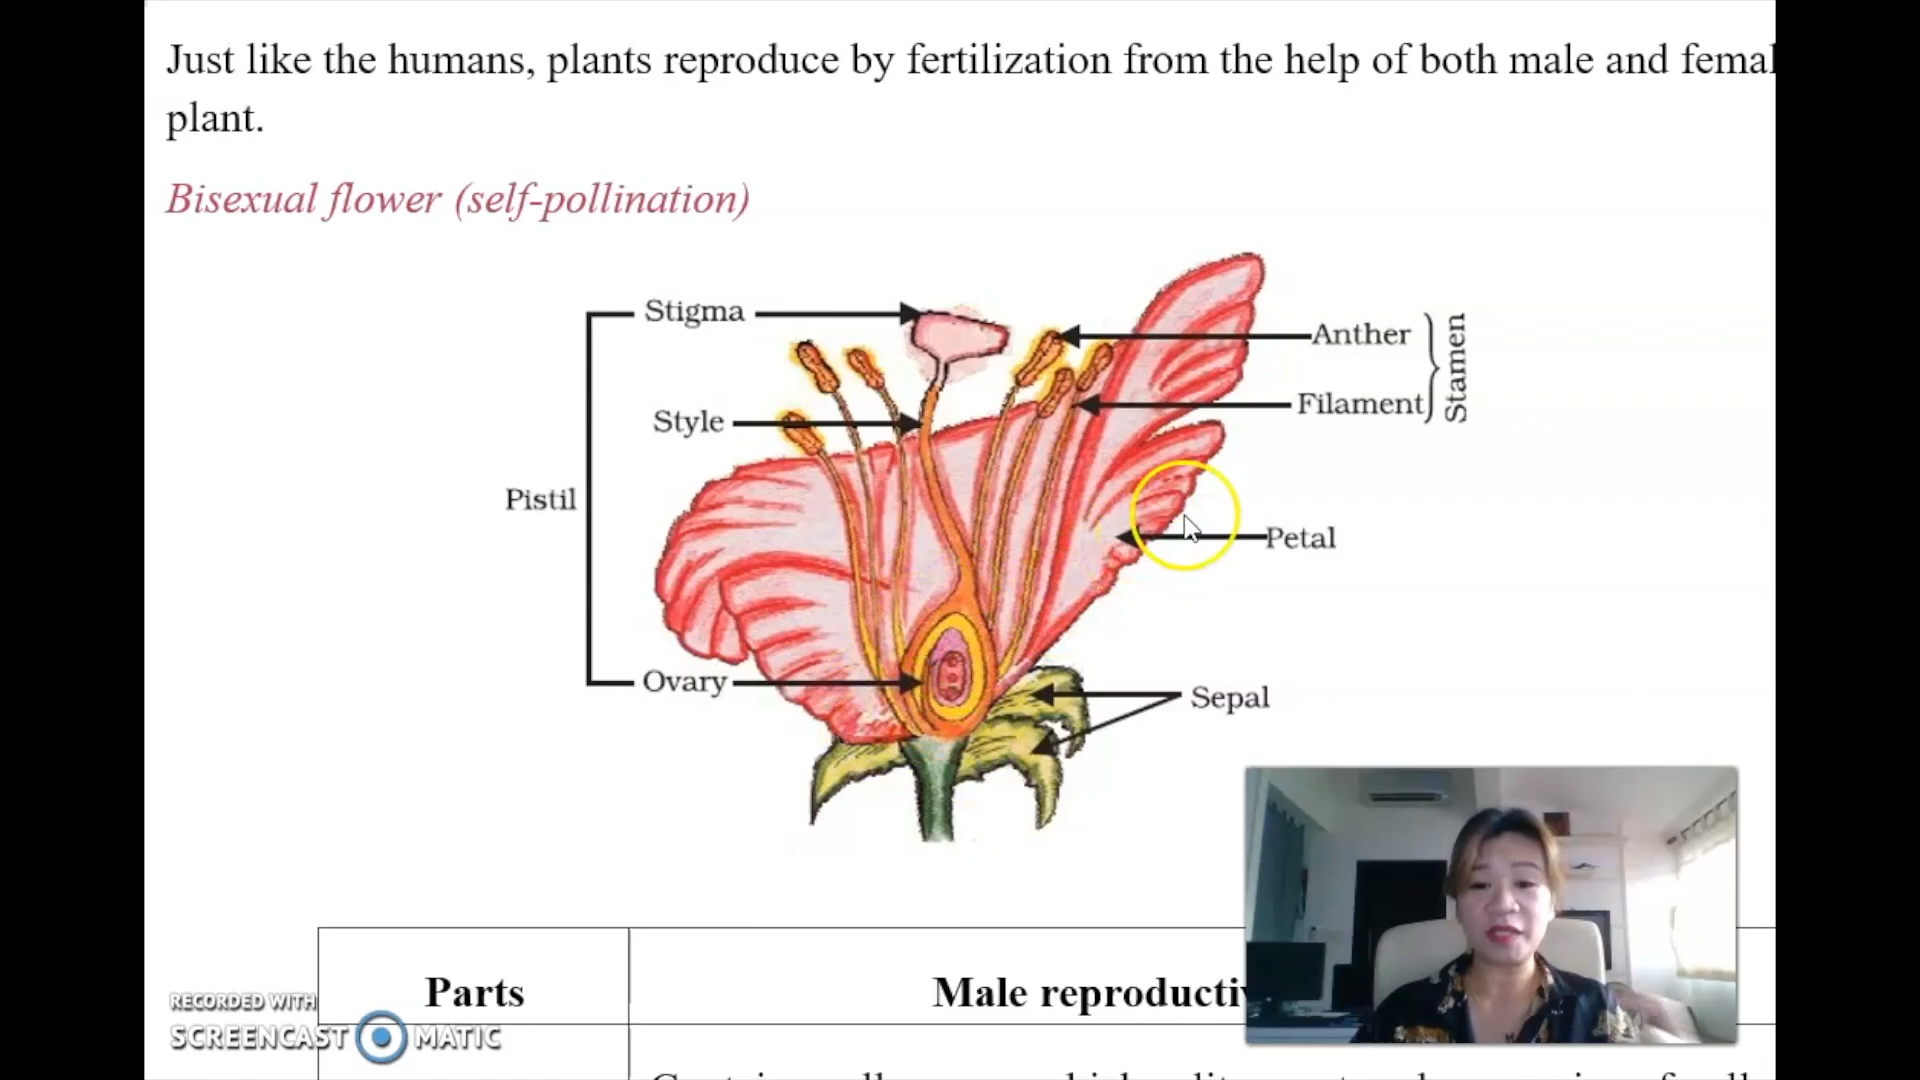 Just like the humans, plants reproduce by fertilization from the help of both male and femal
plant.
Bisexual flower (self-pollination)
Stigma
Anther
Stamen
Style
Filament
Pistil
Petal
Ovary
Sepal
Parts
Male reproducti
RECORDED WITH
SCREENCAST MATIC